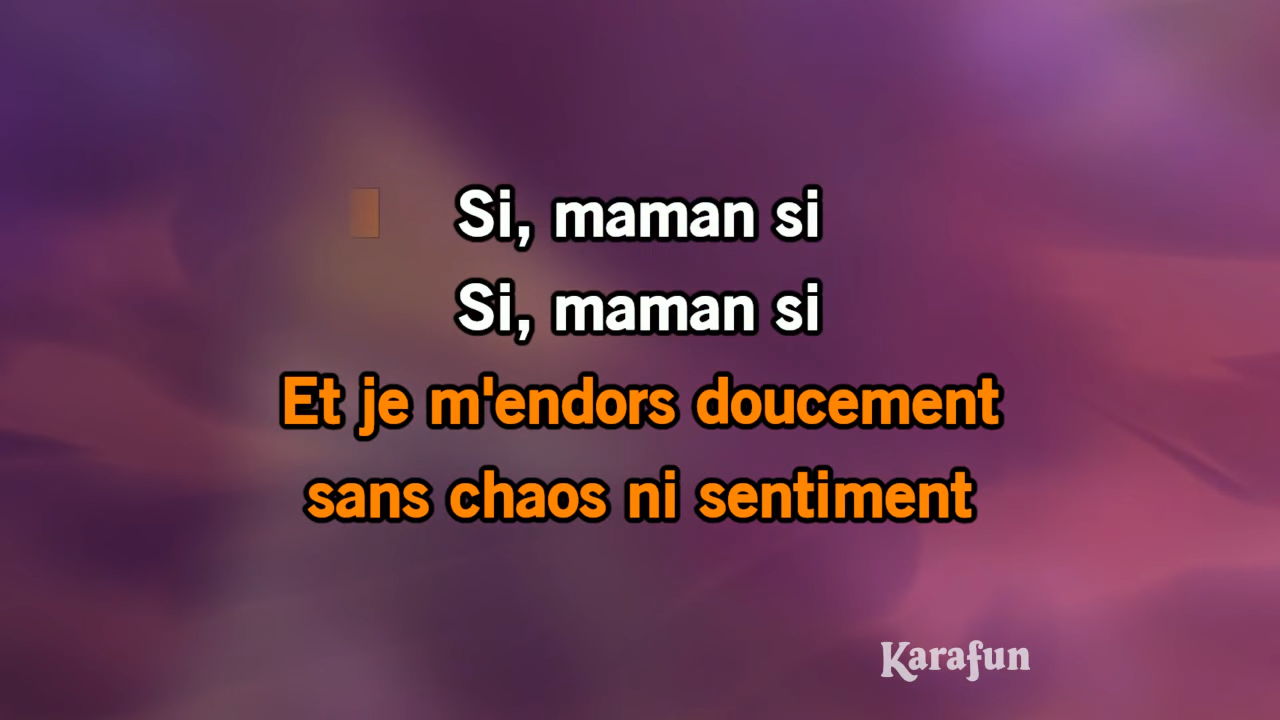 Si, maman si
Si, maman si
Et je m'endors doucement
sans chaos ni sentiment
Karafun